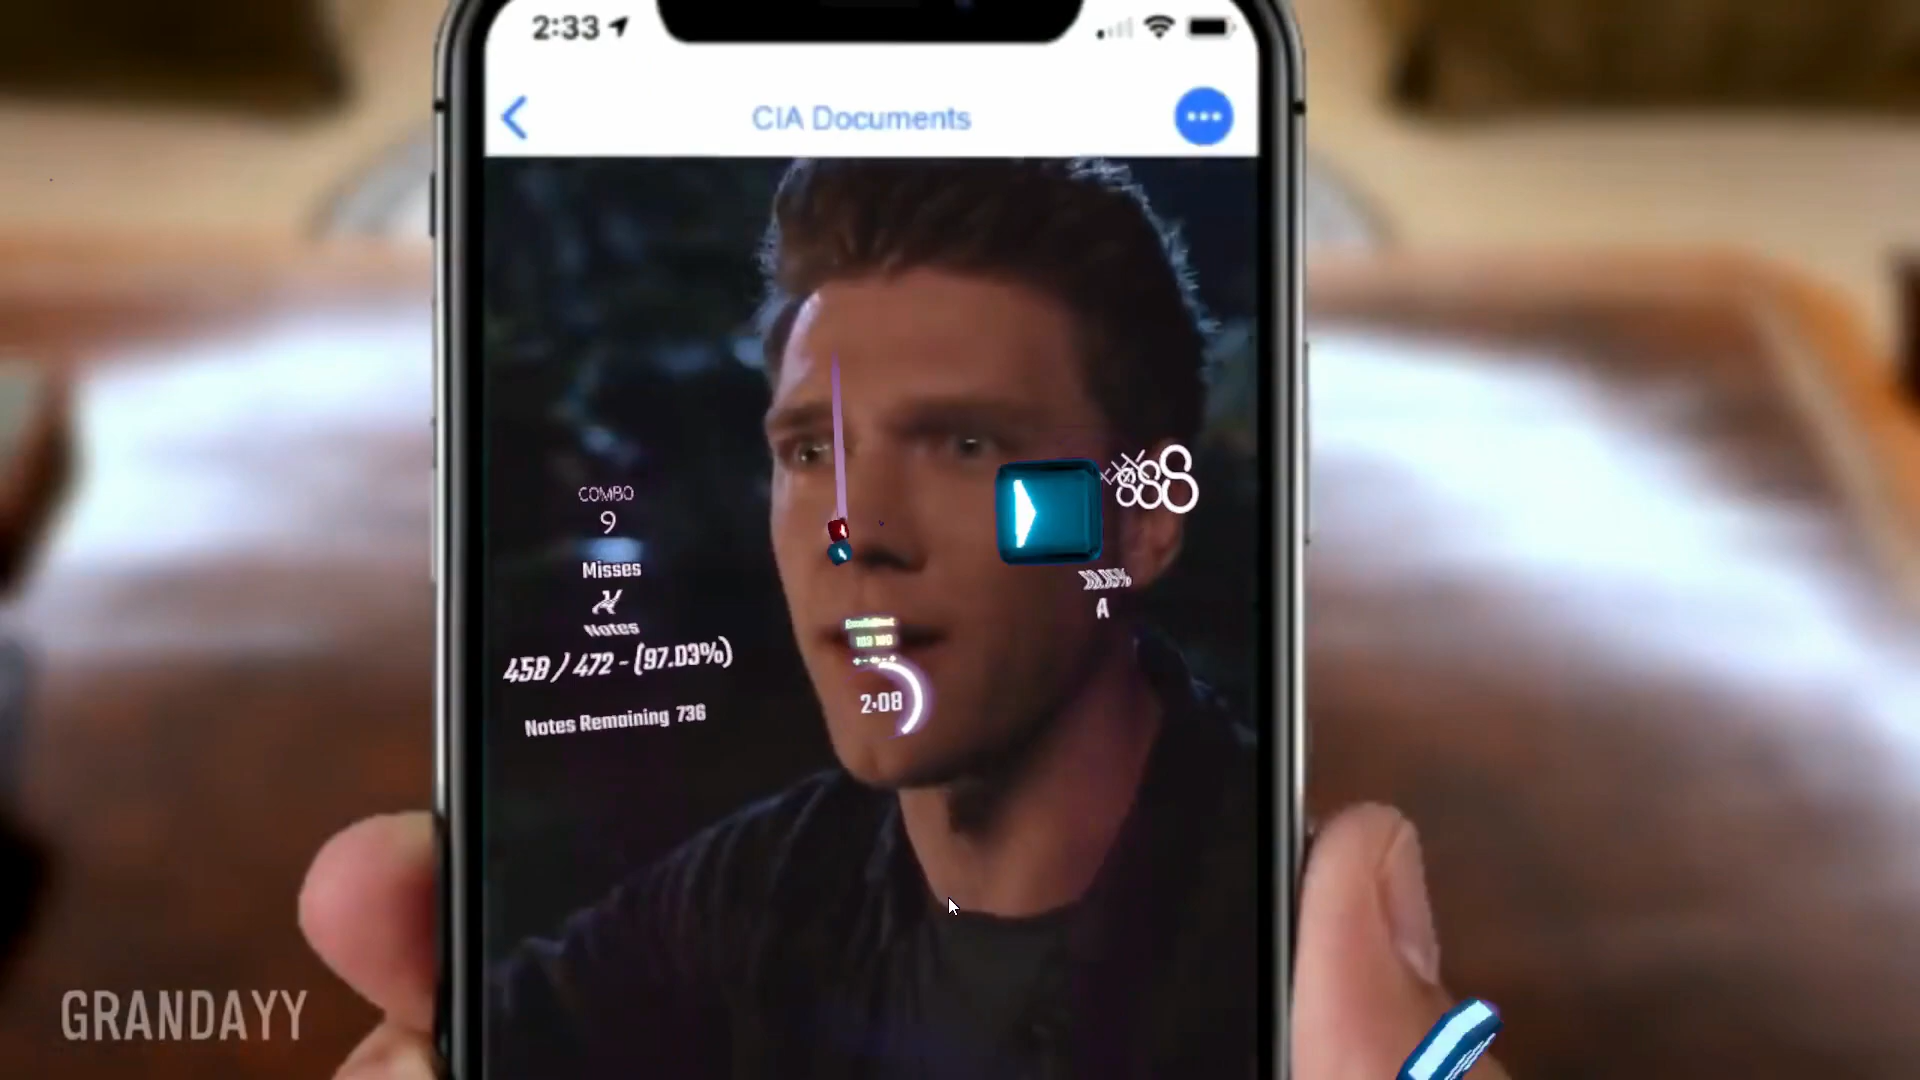 2:33
CIA Documents
COMBO
9
Misses
Notes
458 / 472 - (97.03%)
Notes Remaining 736
A
2:08
GRANDAYY